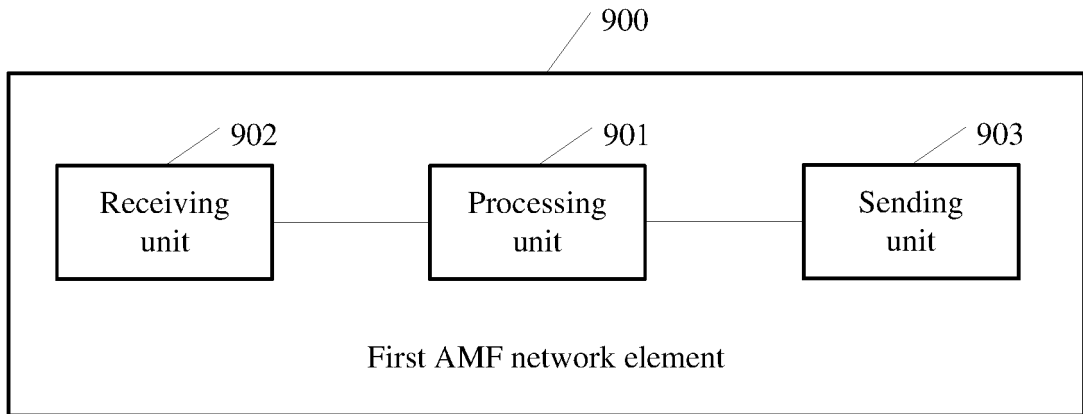 900
902
901
903
Receiving
unit
Processing
unit
Sending
unit
First AMF network element